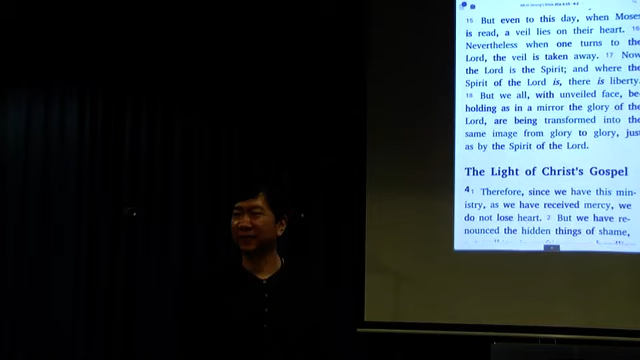 15 But even to this day, when Moses
is read, a veil lies on their heart. 16
Nevertheless when one turns to the
Lord, the veil is taken away. 17 Now
the Lord is the Spirit; and where the
Spirit of the Lord is, there is liberty.
18 But we all, with unveiled face, be-
holding as in a mirror the glory of the
Lord, are being transformed into the
same image from glory to glory, just
as by the Spirit of the Lord.
The Light of Christ's Gospel
4 1 Therefore, since we have this min-
istry, as we have received mercy, we
do not lose heart. 2 But we have re-
nounced the hidden things of shame,